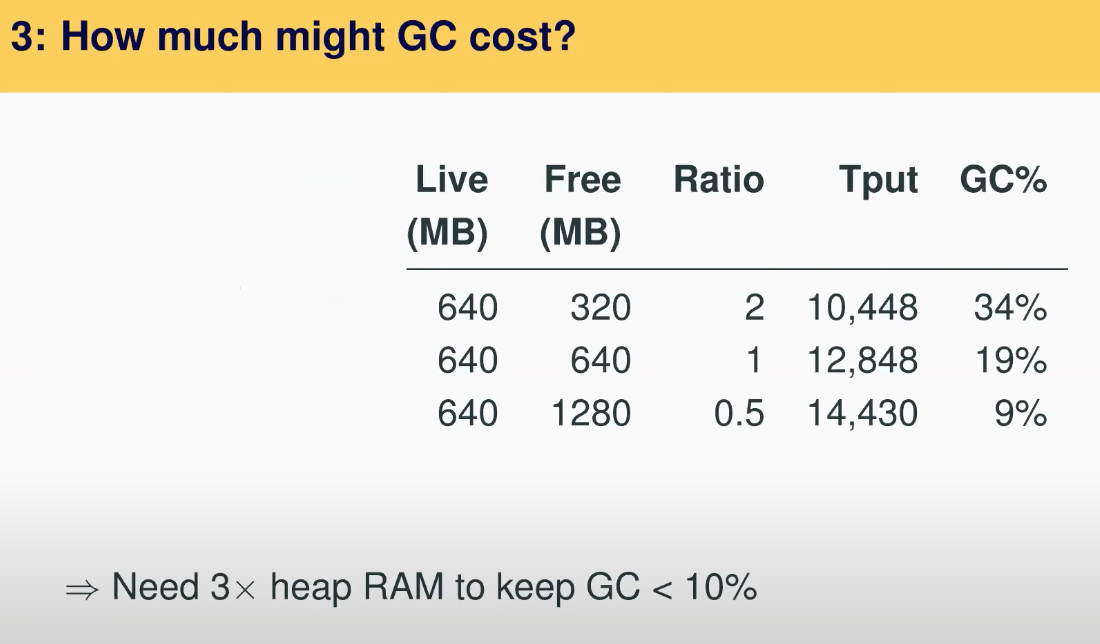 3: How much might GC cost?
Live Free Ratio Tput GC%
(MB) (MB)
640 320 2 10,448 34%
640 640 1 12,848 19%
640 1280 0.5 14,430 9%
⇒ Need 3× heap RAM to keep GC < 10%